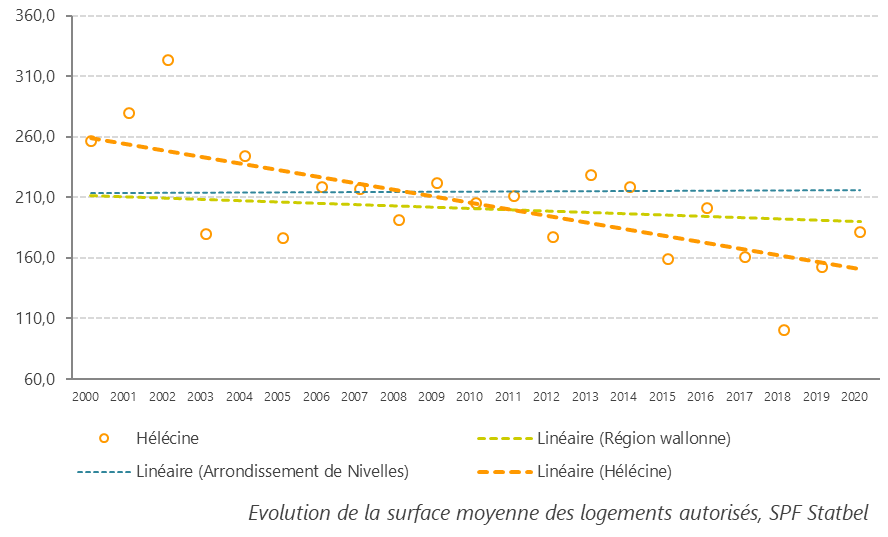 360,0
310,0
260,0
210,0
160,0
110,0
60,0
2000 2001 2002 2003 2004 2005 2006 2007 2008 2009 2010 2011 2012 2013 2014 2015 2016 2017 2018 2019 2020
Hélécine
Linéaire (Région wallonne)
Linéaire (Arrondissement de Nivelles)
Linéaire (Hélécine)
Evolution de la surface moyenne des logements autorisés, SPF Statbel